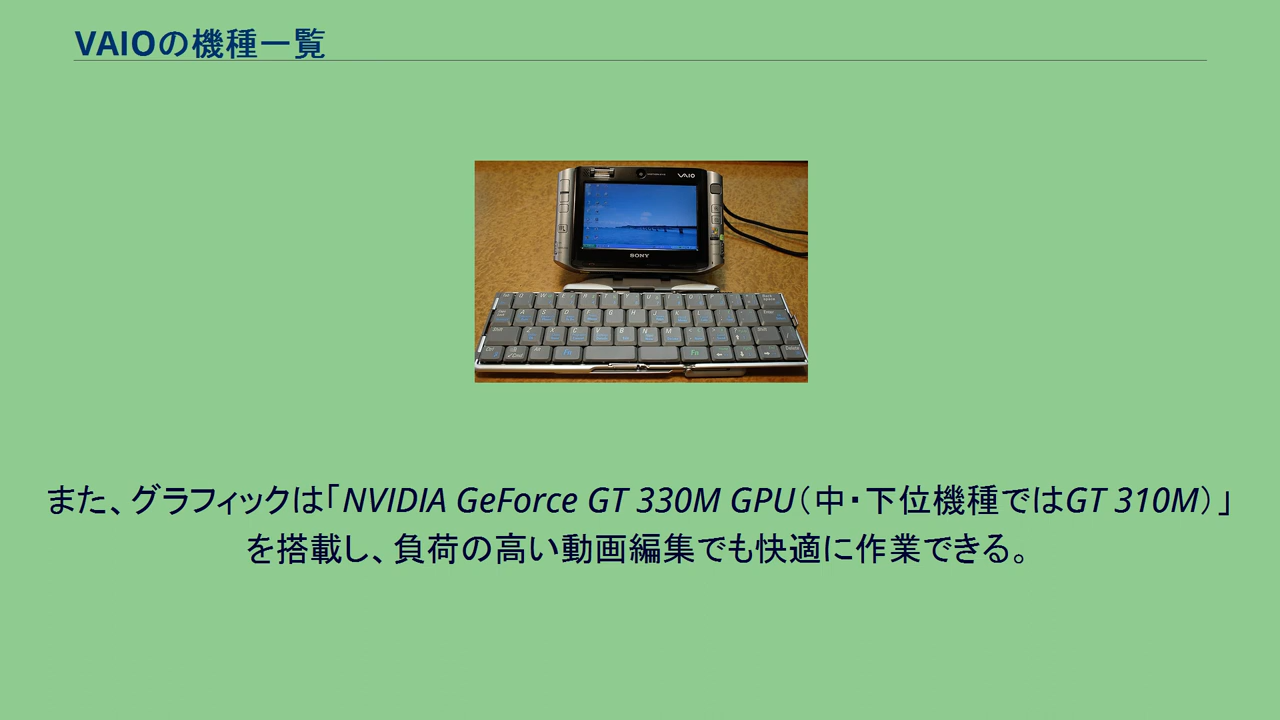 VAIOの機種一覧
VAIO
SONY
また、グラフィックは「NVIDIA GeForce GT 330M GPU（中・下位機種ではGT 310M）」
を搭載し、負荷の高い動画編集でも快適に作業できる。